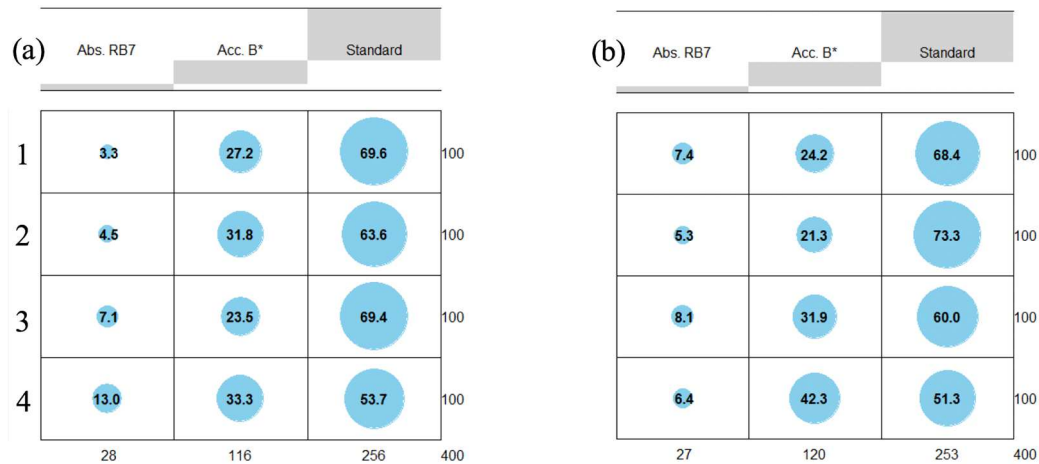 (a) Abs. RB7 Acc. B* Standard
1 3.3 27.2 69.6 100
2 4.5 31.8 63.6 100
3 7.1 23.5 69.4 100
4 13.0 33.3 53.7 100
28 116 256 400
(b) Abs. RB7 Acc. B* Standard
7.4 24.2 68.4 100
5.3 21.3 73.3 100
8.1 31.9 60.0 100
6.4 42.3 51.3 100
27 120 253 400